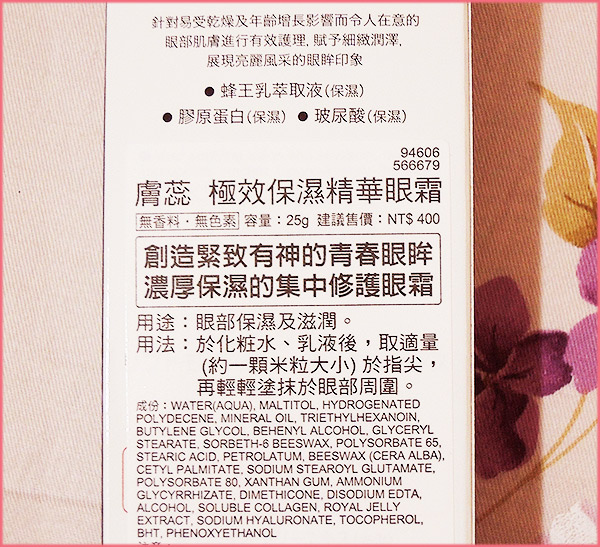 針對易受乾燥及年齡增長影響而令人在意的
眼部肌膚進行有效護理, 賦予細緻潤澤,
展現亮麗風采的眼眸印象
● 蜂王乳萃取液(保濕)
● 膠原蛋白(保濕) ● 玻尿酸(保濕)
94606
566679
膚蕊 極效保濕精華眼霜
無香料・無色素 容量：25g 建議售價：NT$ 400
創造緊致有神的青春眼眸
濃厚保濕的集中修護眼霜
用途：眼部保濕及滋潤。
用法：於化粧水、乳液後，取適量
(約一顆米粒大小) 於指尖，
再輕輕塗抹於眼部周圍。
成份：WATER(AQUA), MALTITOL, HYDROGENATED
POLYDECENE, MINERAL OIL, TRIETHYLHEXANOIN,
BUTYLENE GLYCOL, BEHENYL ALCOHOL, GLYCERYL
STEARATE, SORBETH-6 BEESWAX, POLYSORBATE 65,
STEARIC ACID, PETROLATUM, BEESWAX (CERA ALBA),
CETYL PALMITATE, SODIUM STEAROYL GLUTAMATE,
POLYSORBATE 80, XANTHAN GUM, AMMONIUM
GLYCYRRHIZATE, DIMETHICONE, DISODIUM EDTA,
ALCOHOL, SOLUBLE COLLAGEN, ROYAL JELLY
EXTRACT, SODIUM HYALURONATE, TOCOPHEROL,
BHT, PHENOXYETHANOL